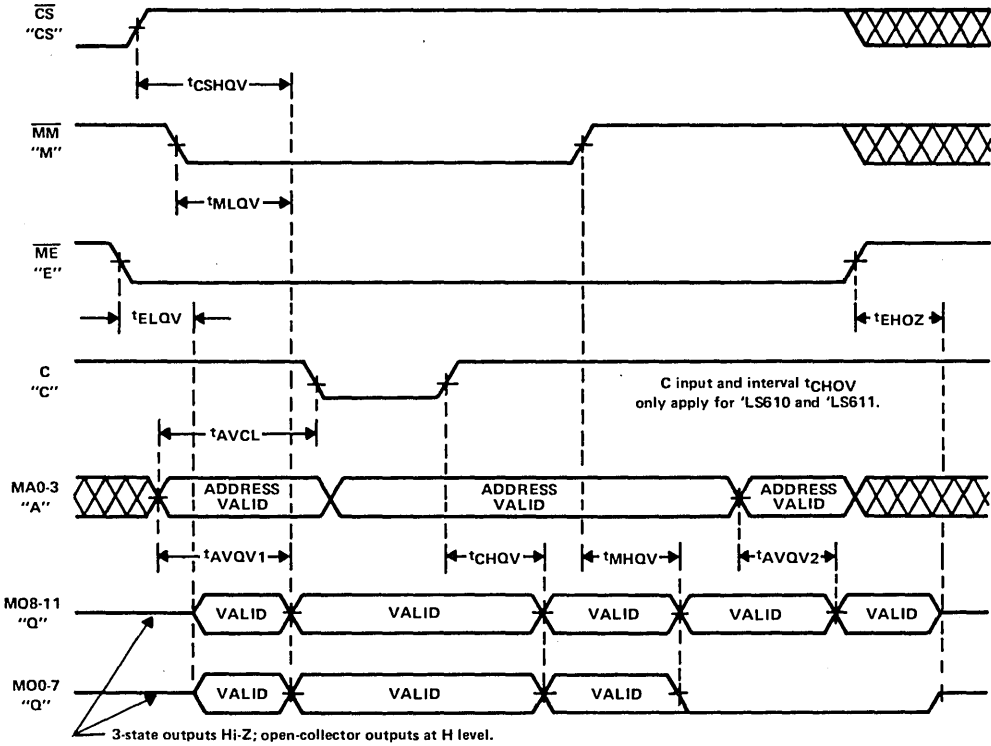 CS
"CS"
tCSHQV
MM
"M"
tMLQV
ME
"E"
tELQV
tEHQZ
C
"C"
C input and interval tCHQV
only apply for 'LS610 and 'LS611.
tAVCL
MA0-3
"A"
ADDRESS
VALID
ADDRESS
VALID
ADDRESS
VALID
tAVQV1
tCHQV
tMHQV
tAVQV2
MO8-11
"Q"
VALID
VALID
VALID
VALID
VALID
MO0-7
"Q"
VALID
VALID
VALID
3-state outputs Hi-Z; open-collector outputs at H level.